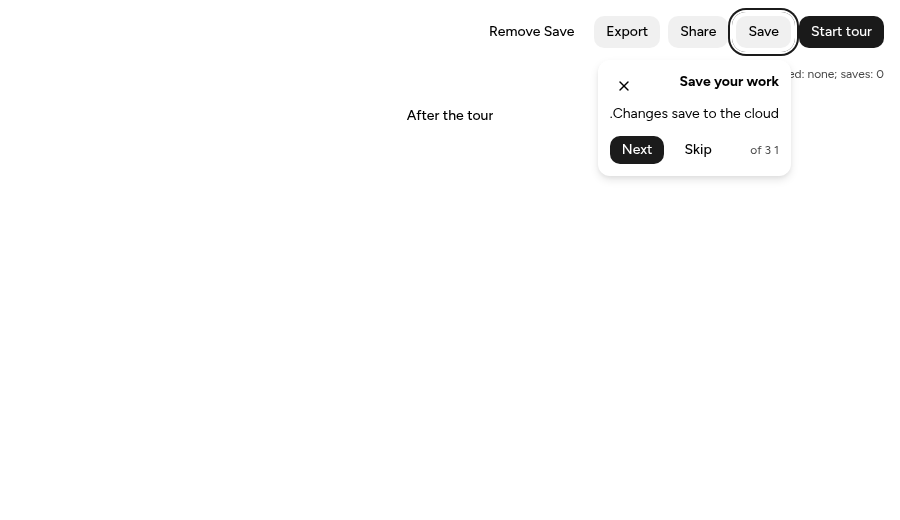 Start tour
Save
Share
Export
Remove Save
none; saves: 0
Save your work
.Changes save to the cloud
of 3 1
Skip
Next
After the tour